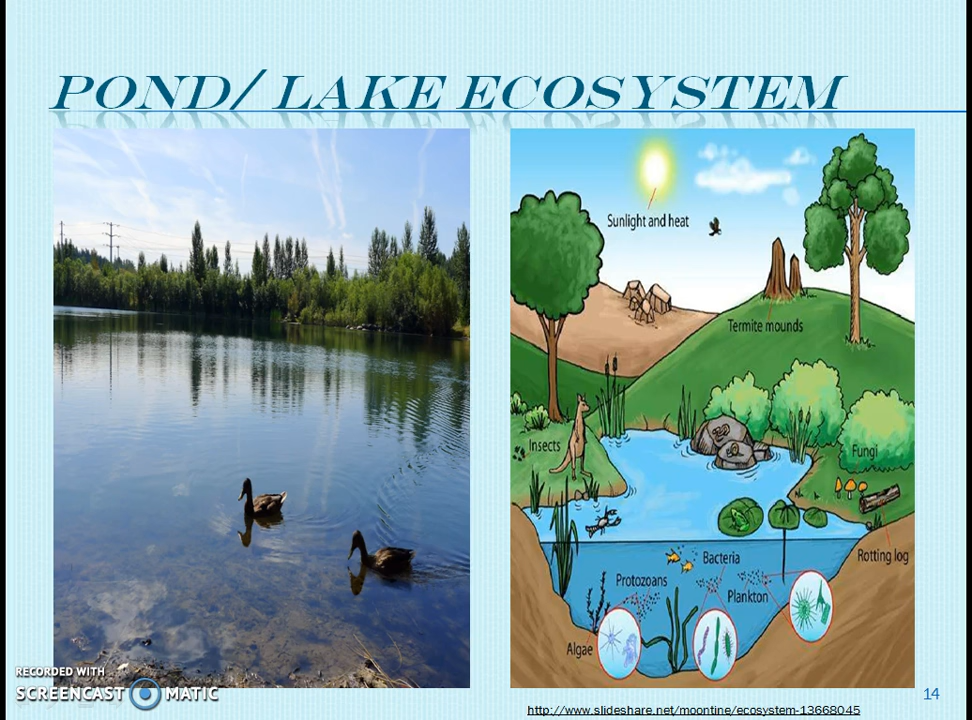 POND/ LAKE ECOSYSTEM
Sunlight and heat
Termite mounds
Insects
Fungi
Rotting log
Bacteria
Protozoans
Plankton
Algae
RECORDED WITH
SCREENCAST MATIC
14
http://www.slideshare.net/moontine/ecosystem-13668045